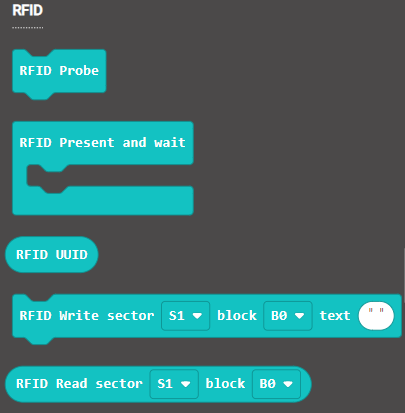 RFID
RFID Probe
RFID Present and wait
RFID UUID
RFID Write sector S1 block B0 text " "
RFID Read sector S1 block B0